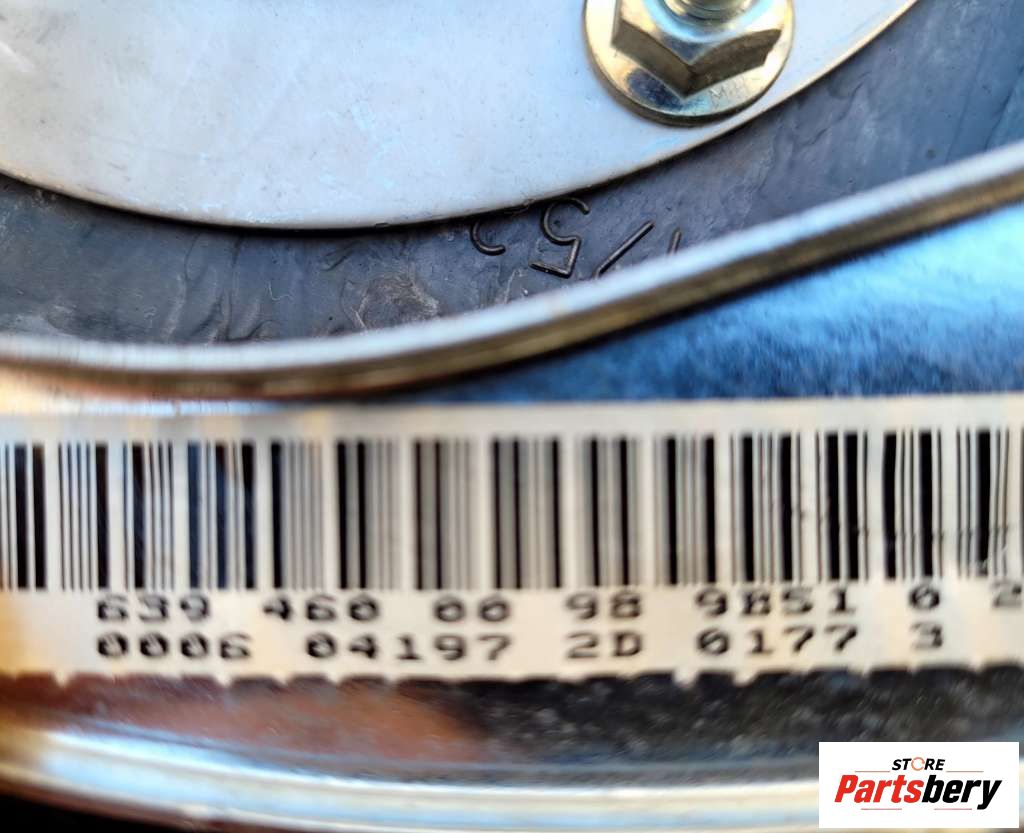 639 460 00 98 9B51 0 2
0006 04197 2D 0177 3
STORE
Partsbery